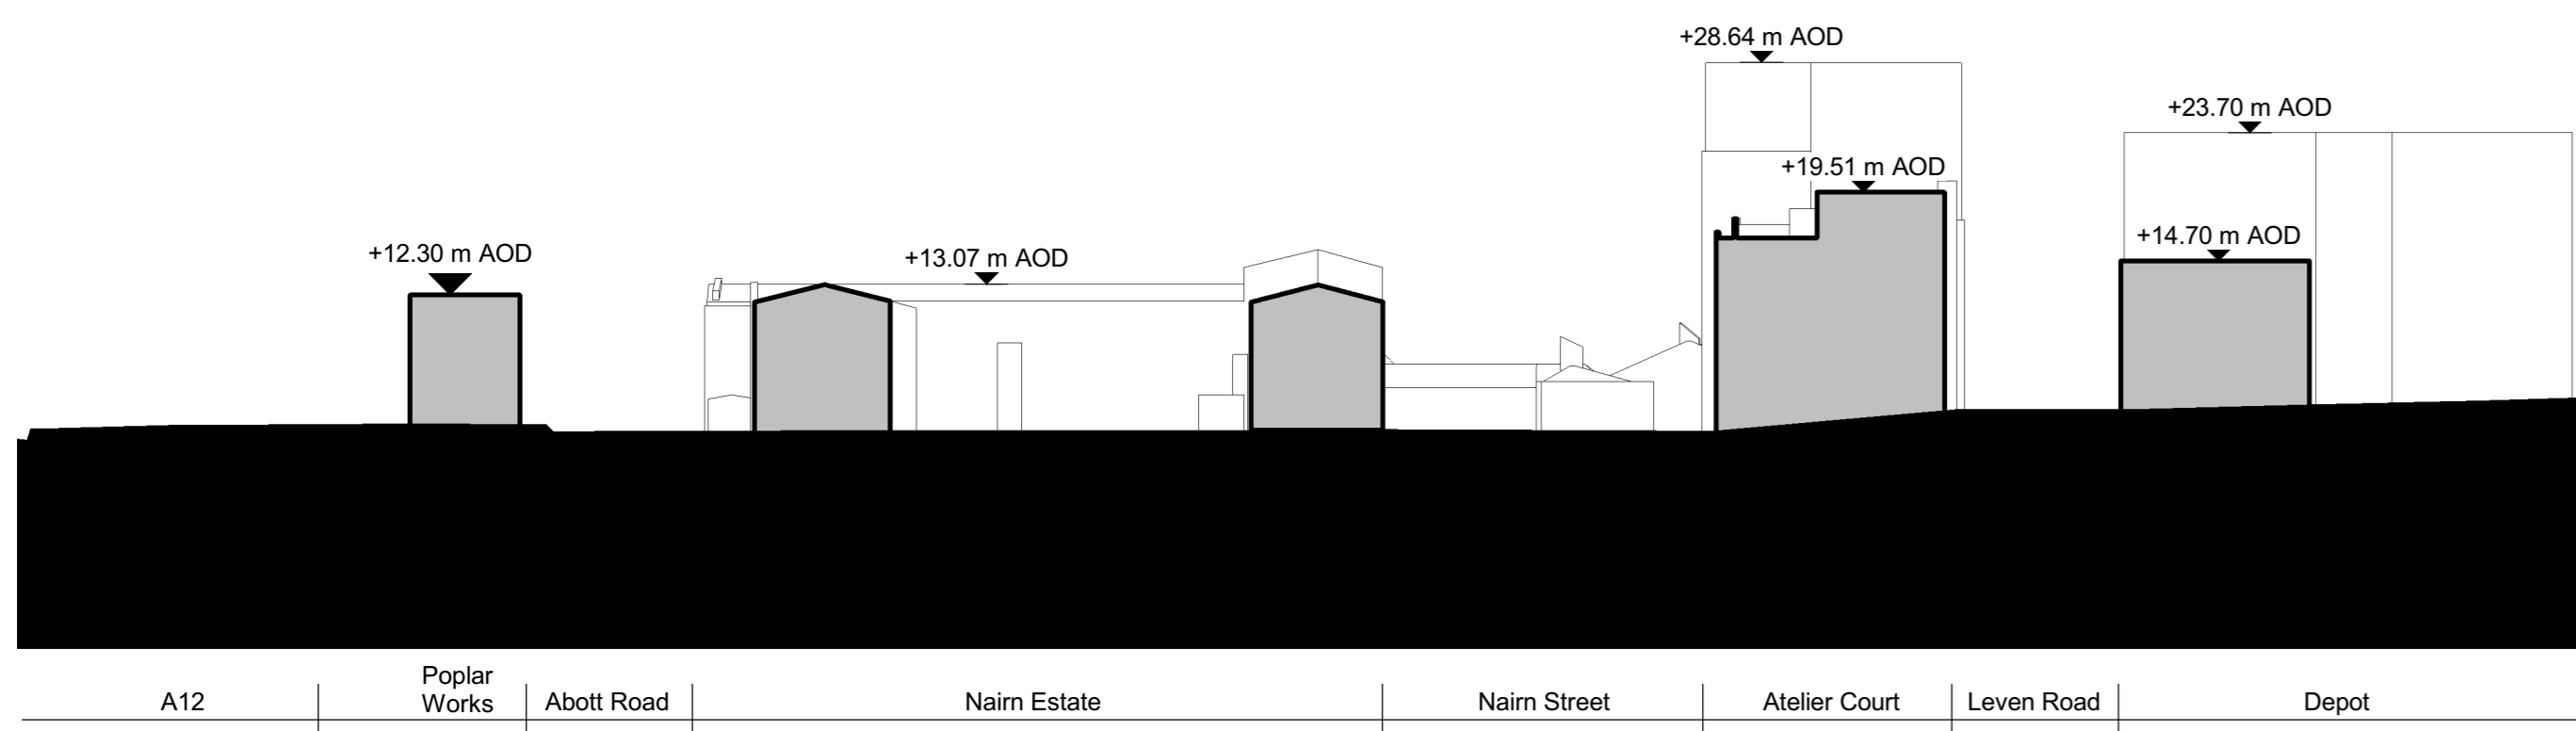 +28.64 m AOD
+23.70 m AOD
+19.51 m AOD
+14.70 m AOD
+12.30 m AOD
+13.07 m AOD
A12
Poplar
Works
Abott Road
Nairn Estate
Nairn Street
Atelier Court
Leven Road
Depot